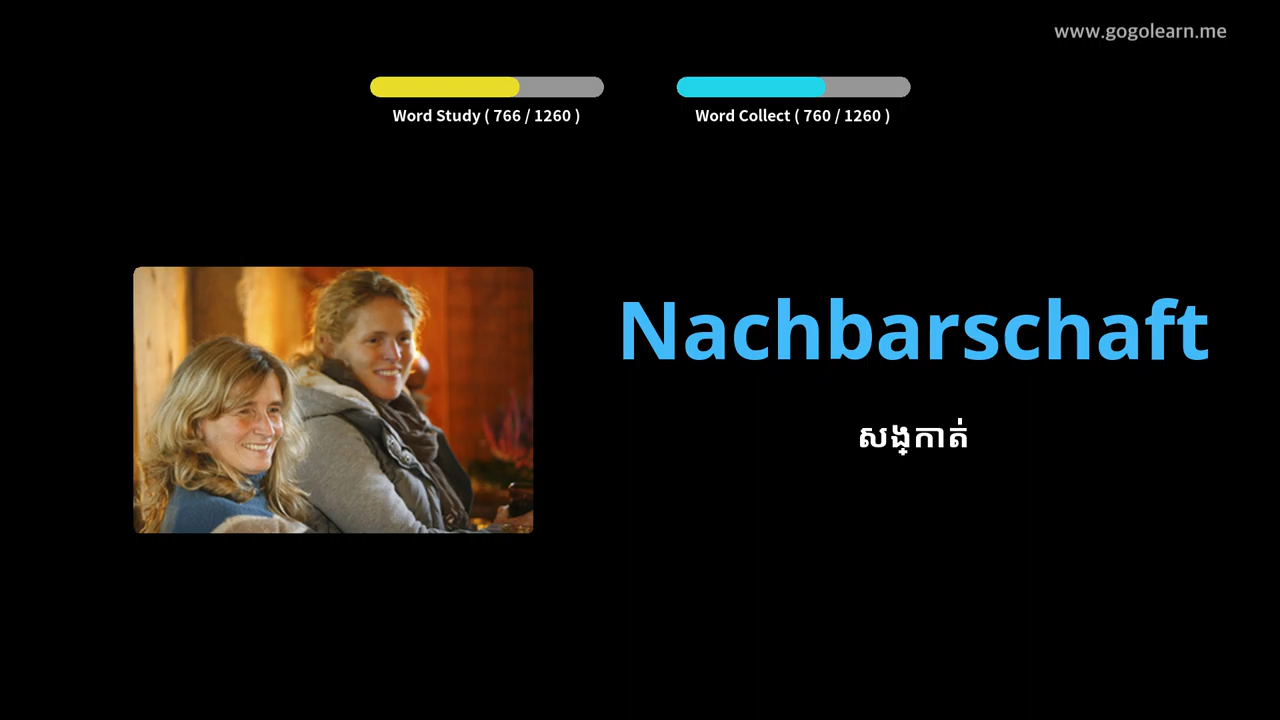 www.gogolearn.me
Word Study ( 766 / 1260 )
Word Collect ( 760 / 1260 )
Nachbarschaft
សង្កាត់